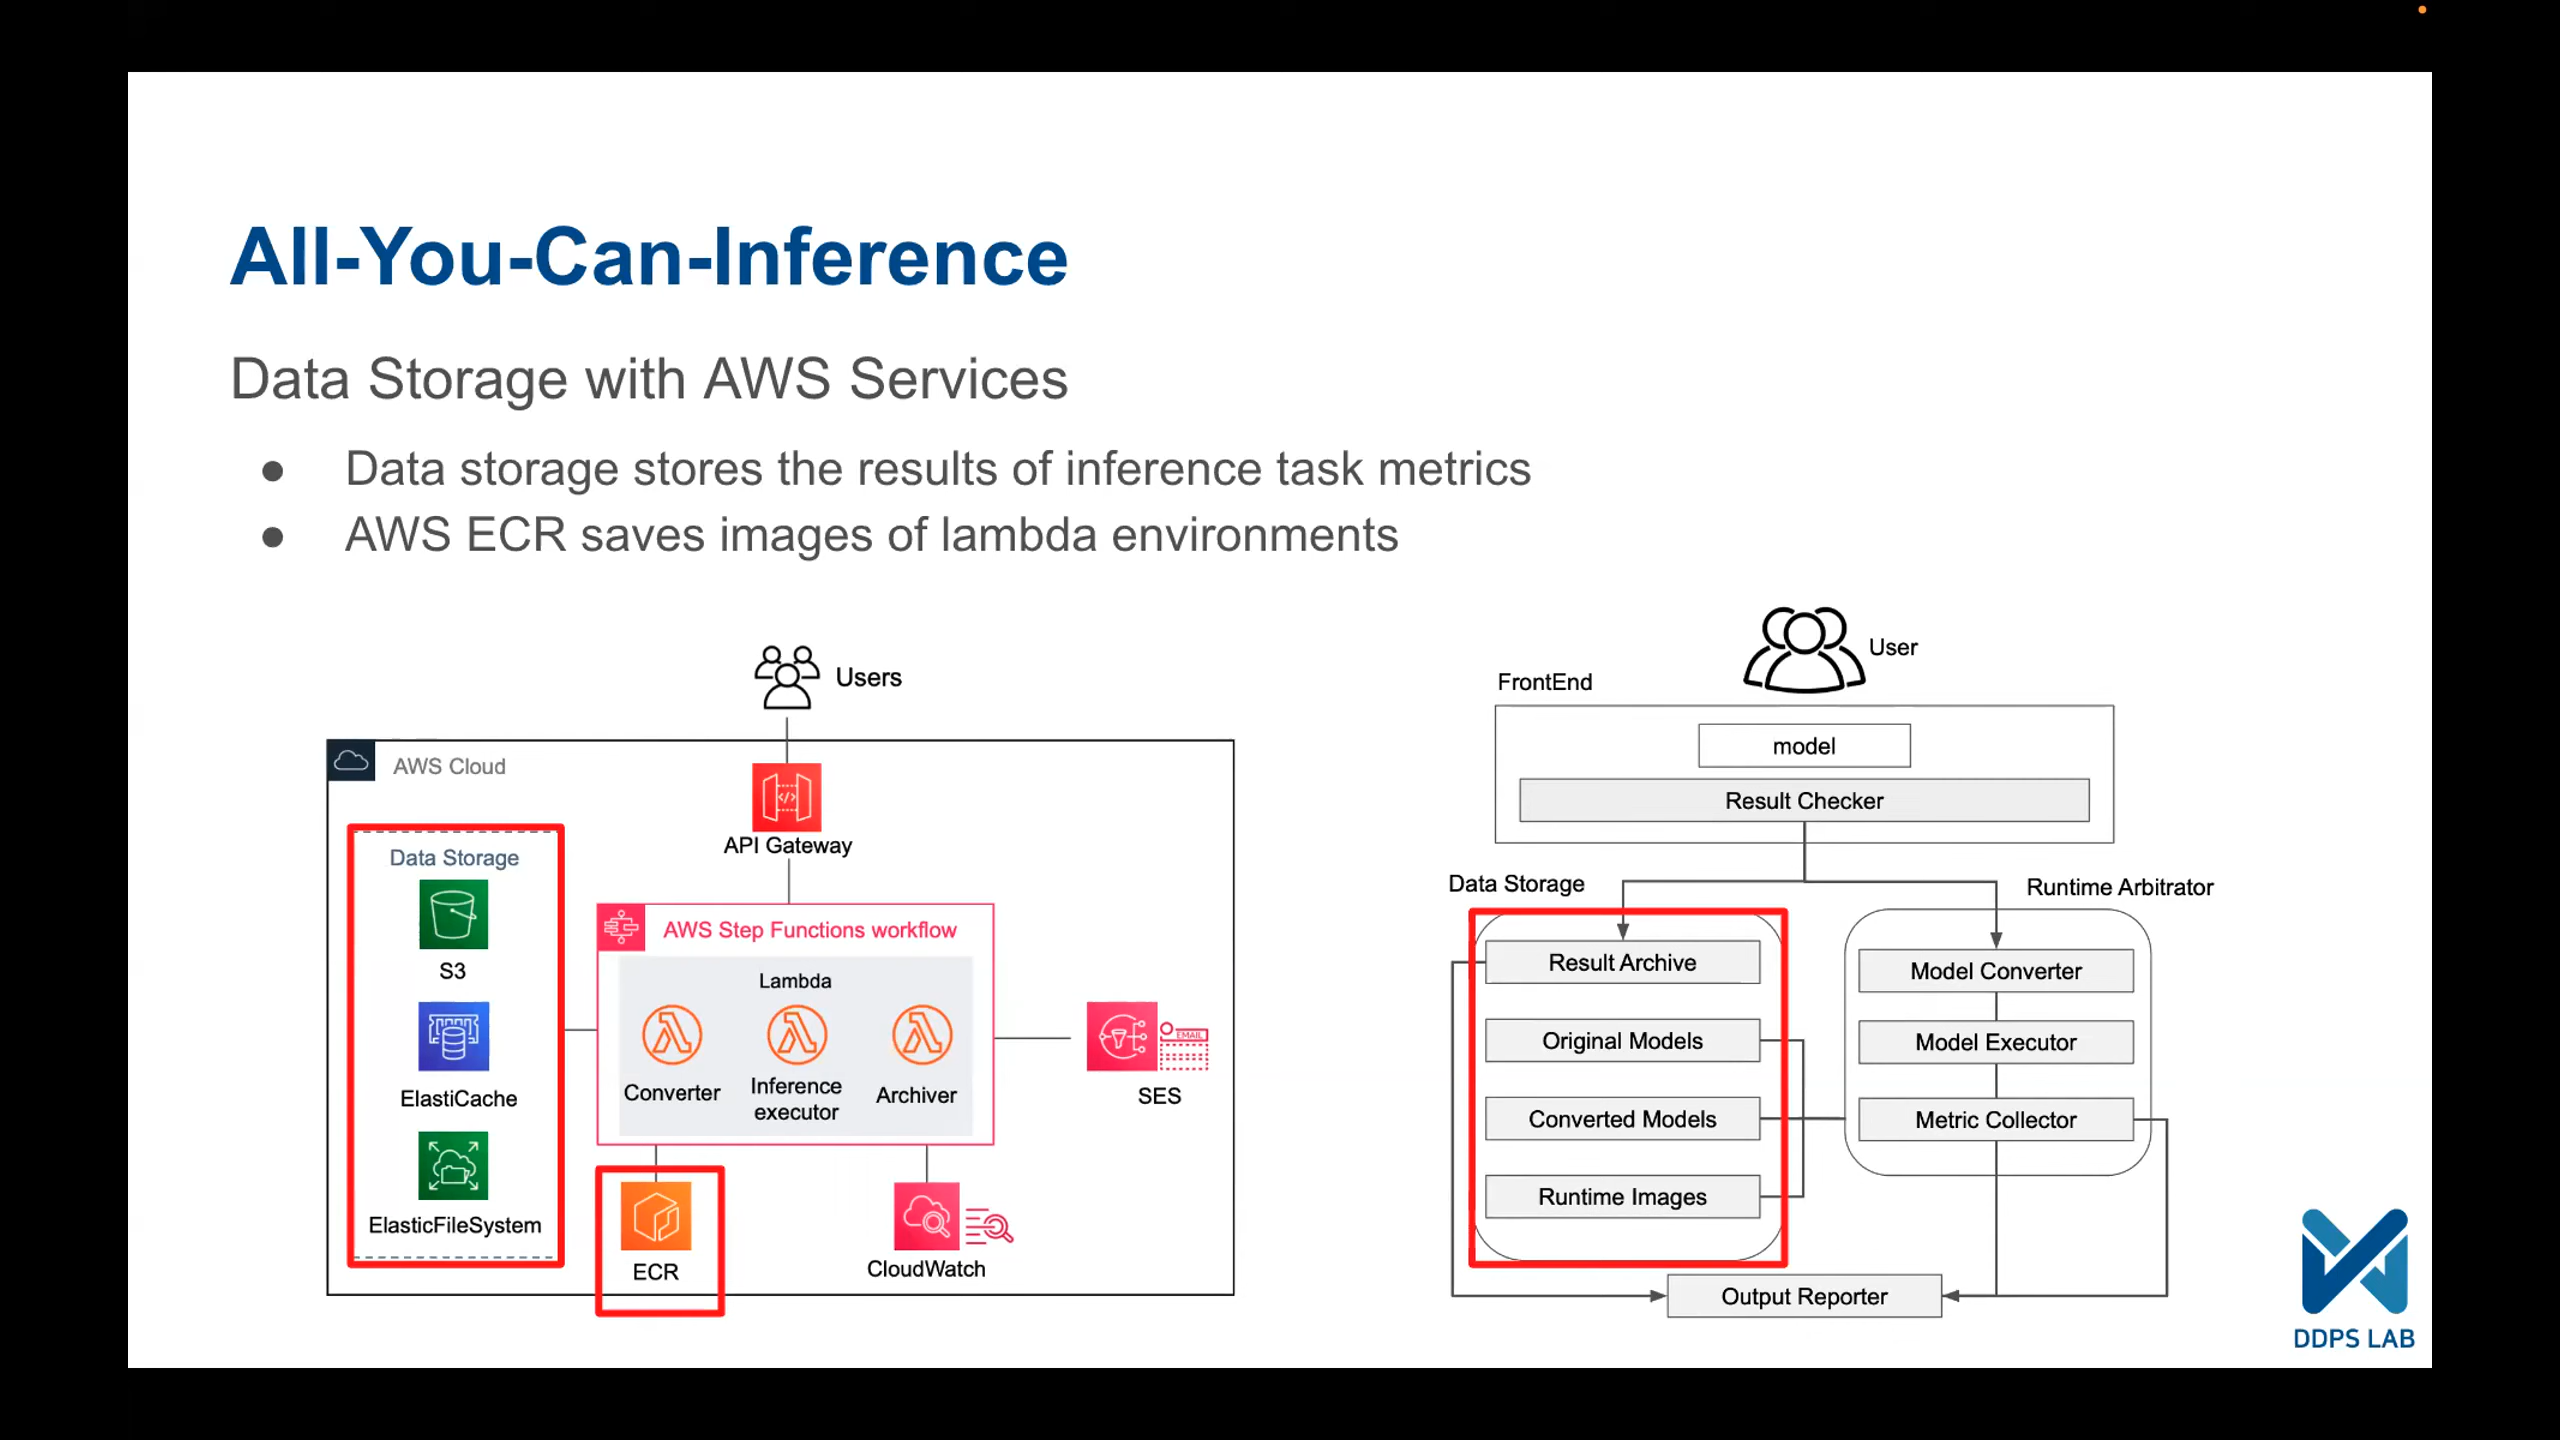 All-You-Can-Inference
Data Storage with AWS Services
● Data storage stores the results of inference task metrics
● AWS ECR saves images of lambda environments
Users
AWS Cloud
API Gateway
Data Storage
S3
ElastiCache
ElasticFileSystem
AWS Step Functions workflow
Lambda
Converter
Inference
executor
Archiver
EMAIL
SES
ECR
CloudWatch
User
FrontEnd
model
Result Checker
Data Storage
Runtime Arbitrator
Result Archive
Original Models
Converted Models
Runtime Images
Model Converter
Model Executor
Metric Collector
Output Reporter
DDPS LAB